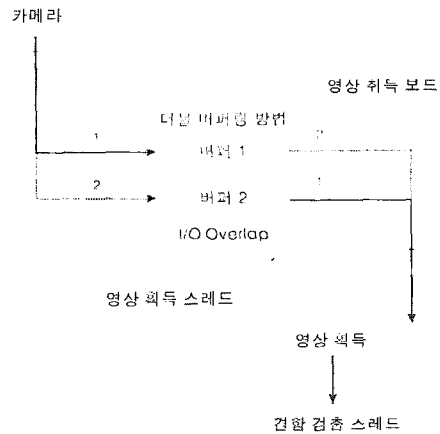 카메라
영상 취득 보드
더블 버퍼링 방법
1 버퍼 1 2
2 버퍼 2 1
I/O Overlap
영상 획득 스레드
영상 획득
결함 검출 스레드